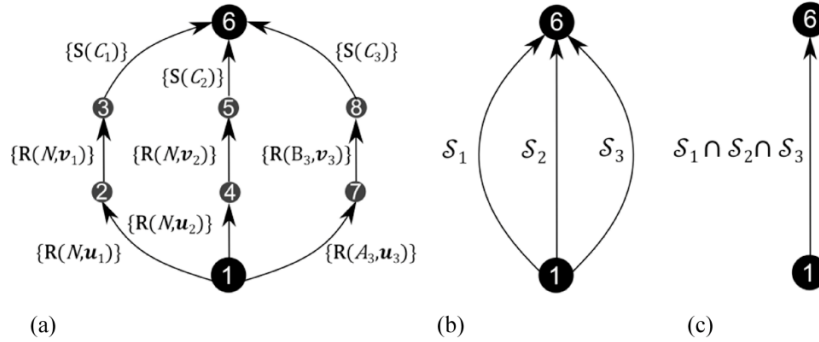 6
{S(C₁)}
{S(C₂)}
{S(C₃)}
3
5
8
{R(N,v₁)}
{R(N,v₂)}
{R(B₃,v₃)}
2
4
7
{R(N,u₁)}
{R(N,u₂)}
{R(A₃,u₃)}
1
(a)
6
𝒮₁
𝒮₂
𝒮₃
1
(b)
6
𝒮₁ ∩ 𝒮₂ ∩ 𝒮₃
1
(c)